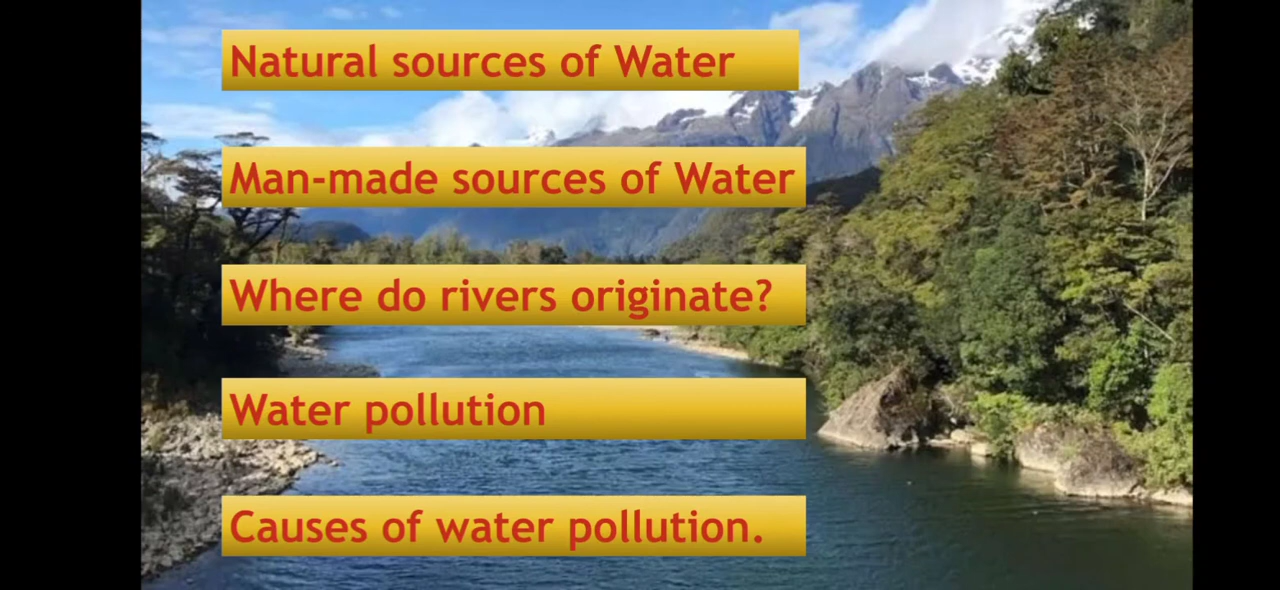 Natural sources of Water
Man-made sources of Water
Where do rivers originate?
Water pollution
Causes of water pollution.